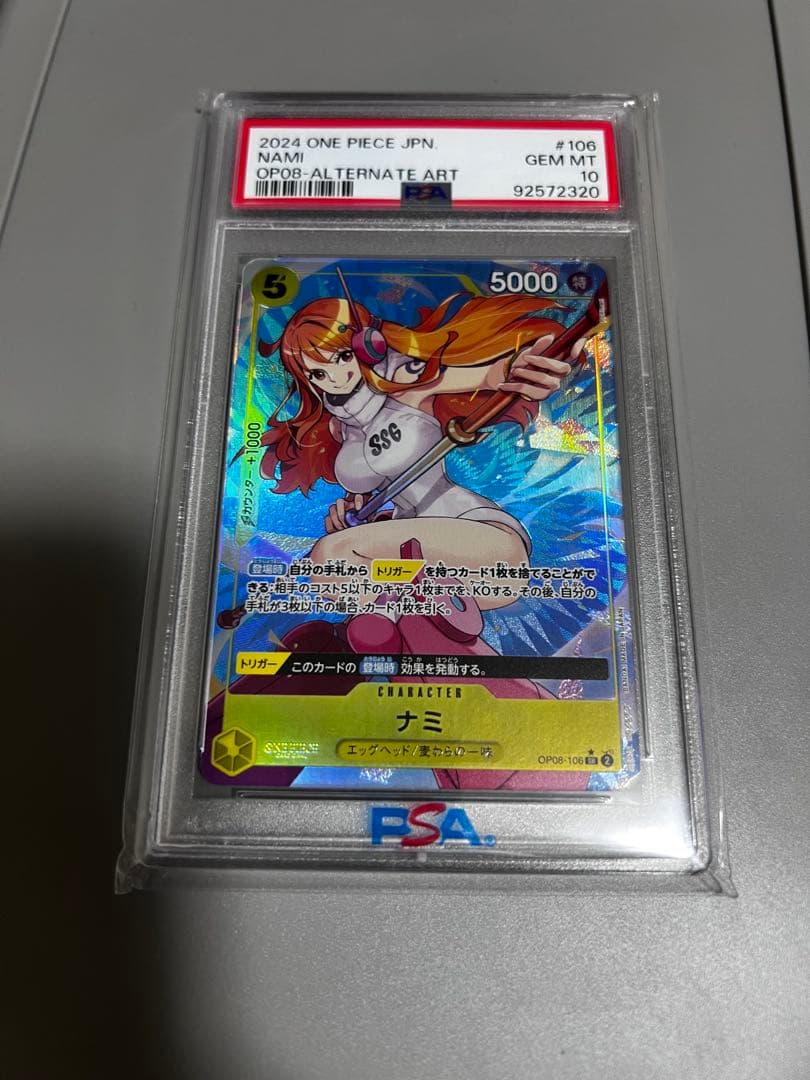 2024 ONE PIECE JPN. #106
NAMI GEM MT
OP08-ALTERNATE ART 10
PSA 92572320
5 5000 特
カウンター +1000
SSG
登場時 自分の手札から トリガー を持つカード1枚を捨てることがで
きる:相手のコスト5以下のキャラ1枚までを、KOする。その後、自分の
手札が3枚以下の場合、カード1枚を引く。
トリガー このカードの 登場時 効果を発動する。
CHARACTER
ナミ
エッグヘッド/麦わらの一味
OP08-106 SR 2
PSA